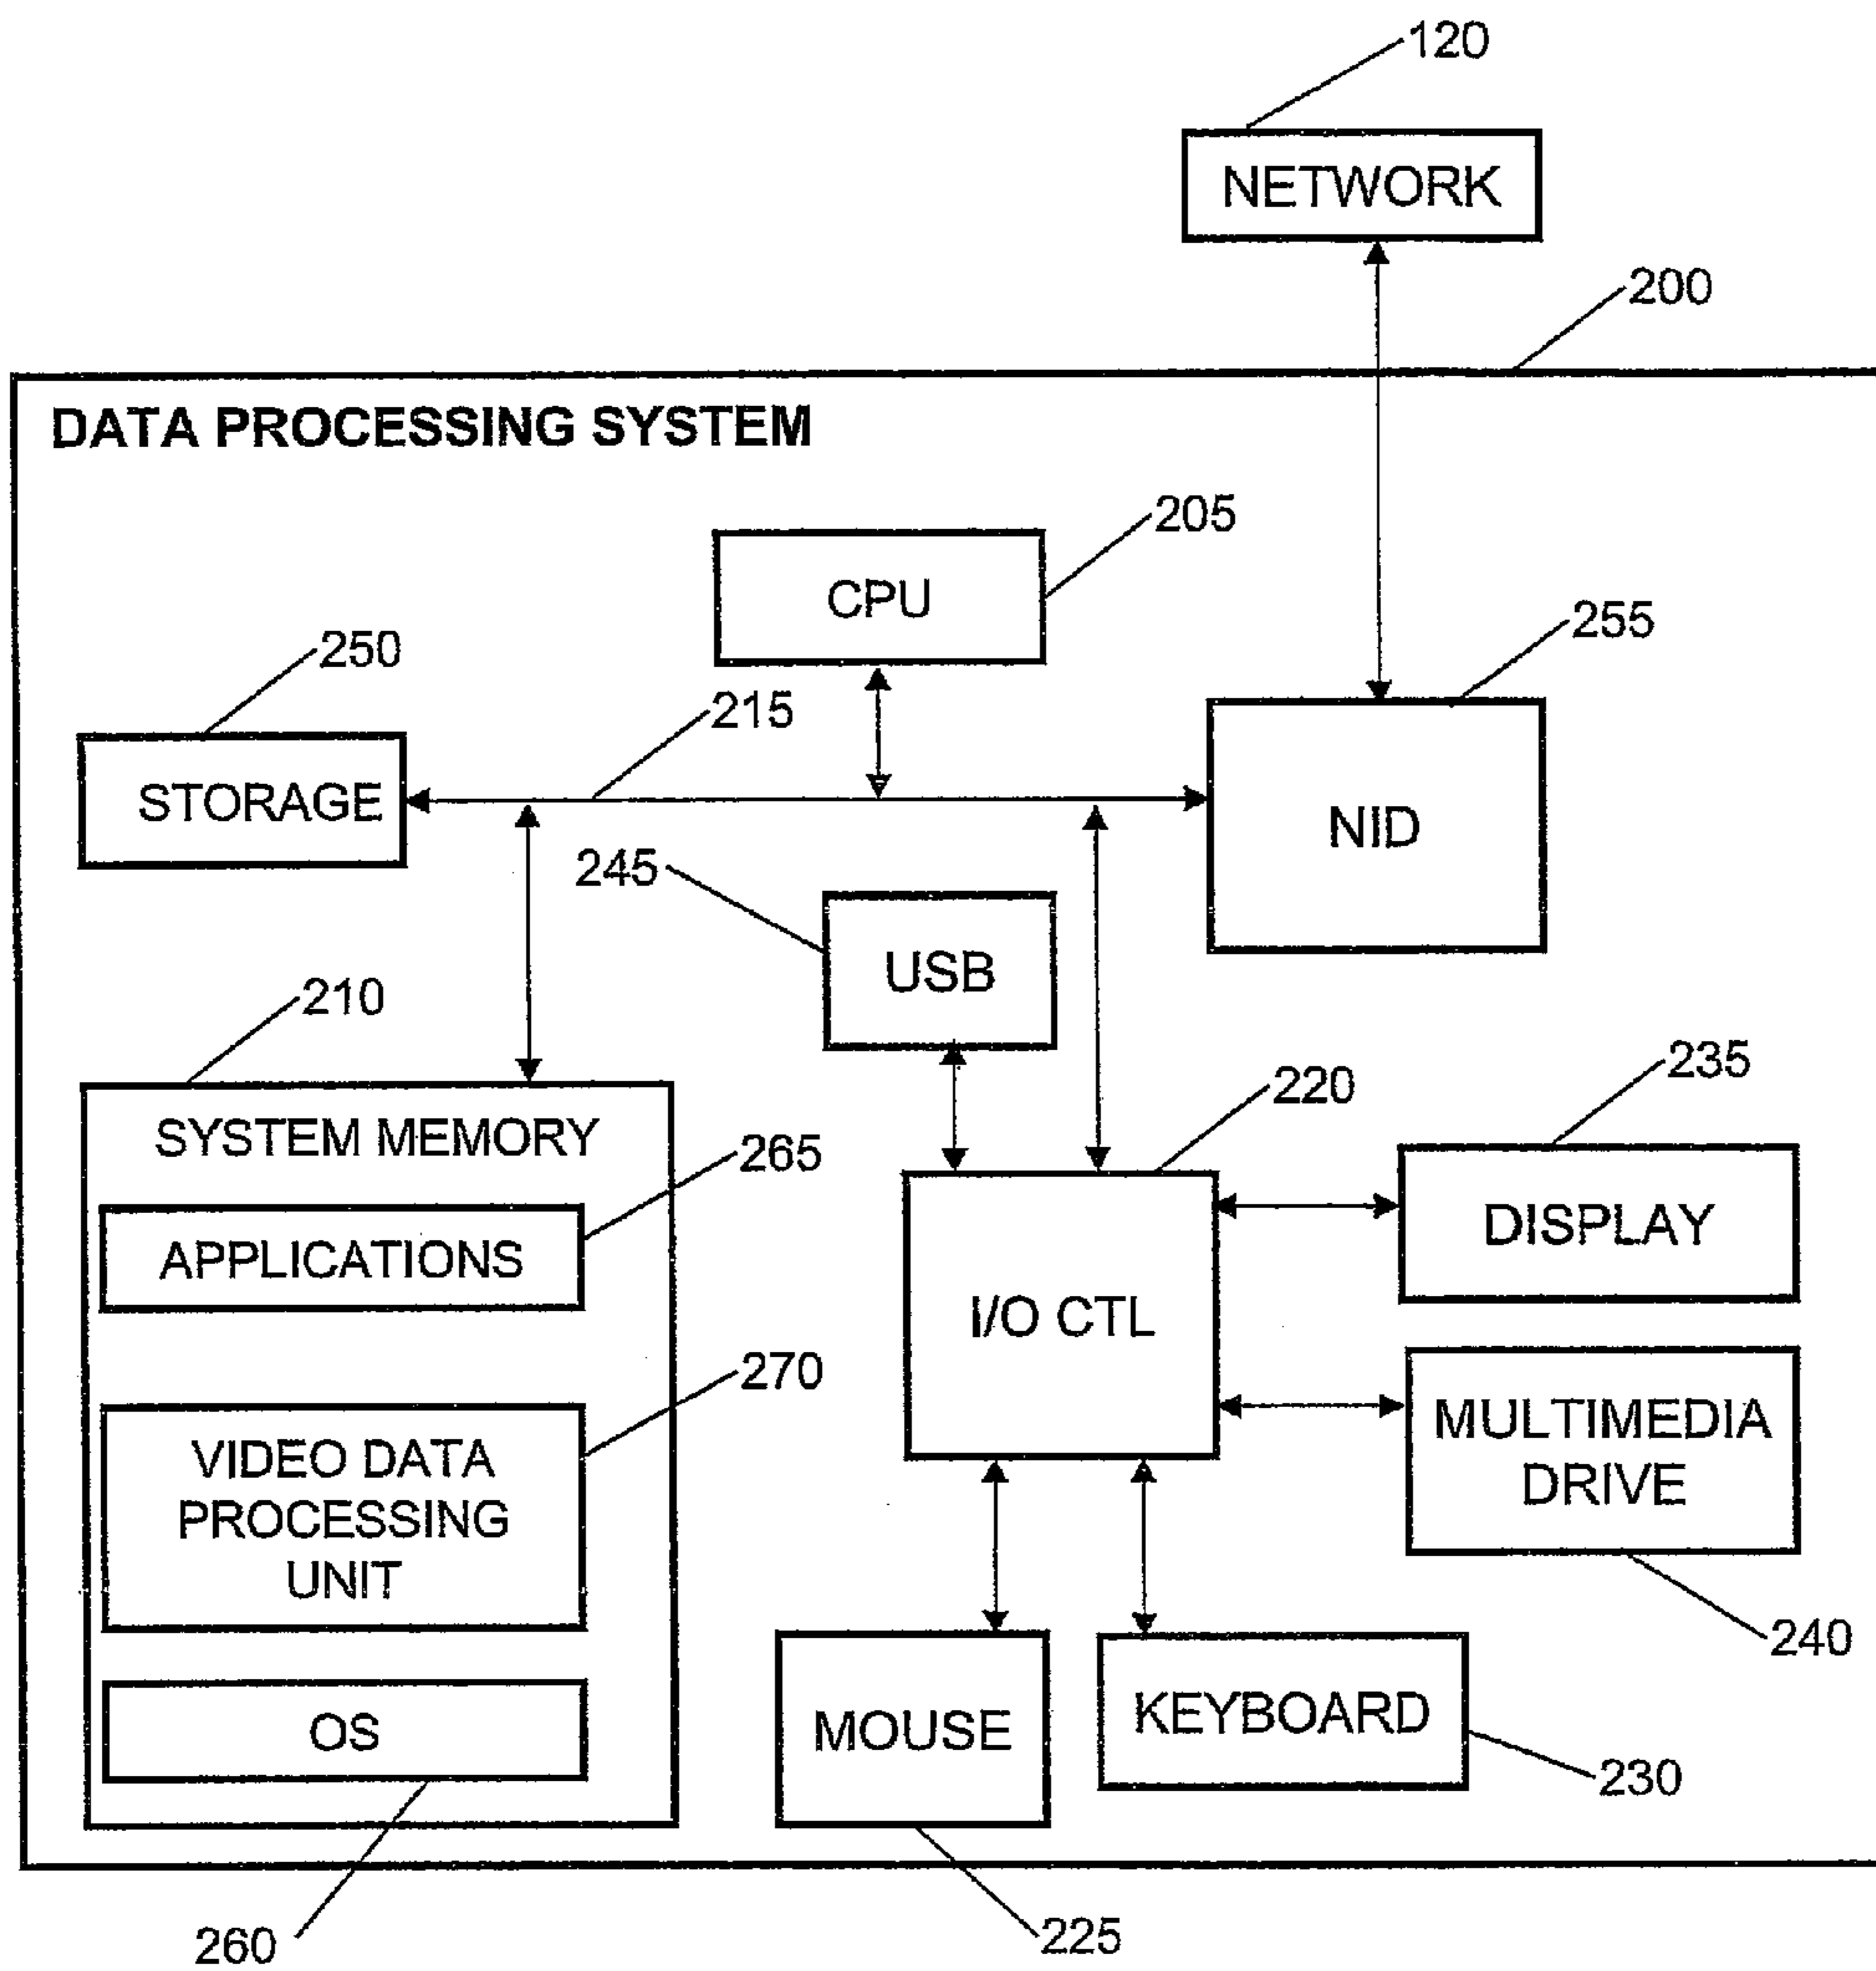 120
NETWORK
200
DATA PROCESSING SYSTEM
205
CPU
255
250
215
STORAGE
NID
245
USB
210
235
220
SYSTEM MEMORY
265
DISPLAY
APPLICATIONS
I/O CTL
270
MULTIMEDIA
DRIVE
VIDEO DATA
PROCESSING
UNIT
240
KEYBOARD
OS
MOUSE
230
260
225